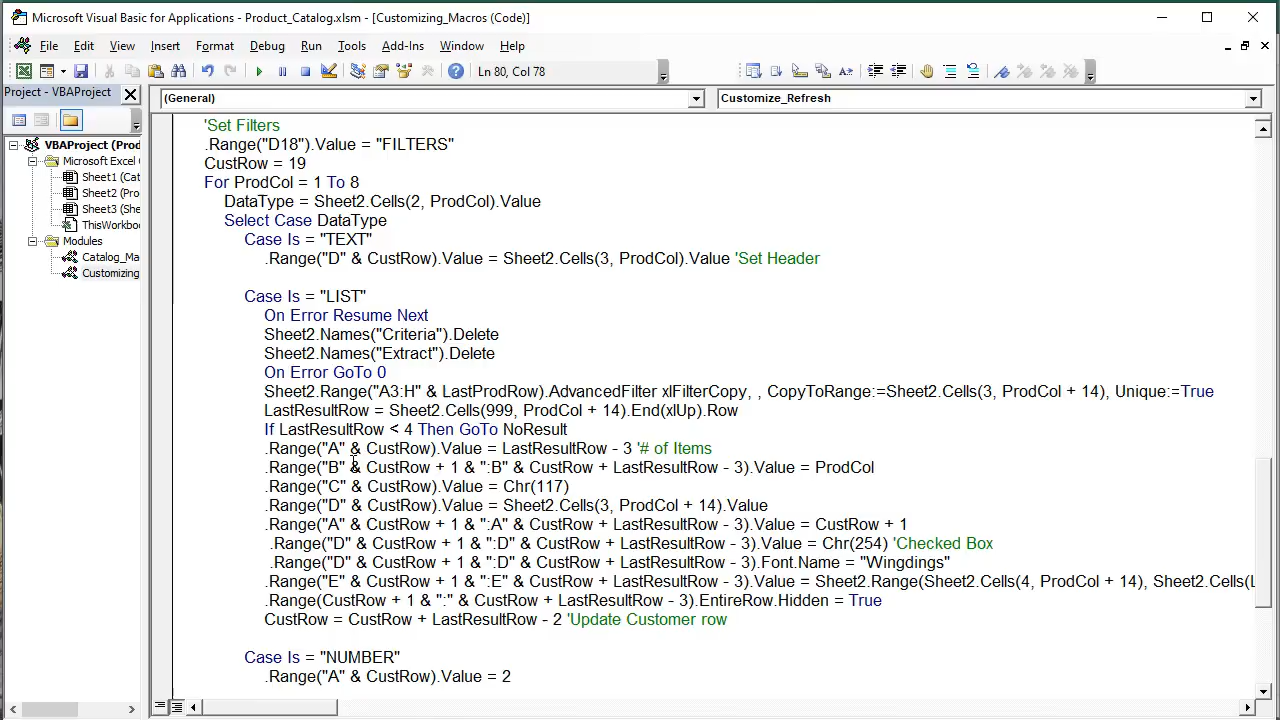 Microsoft Visual Basic for Applications - Product_Catalog.xlsm - [Customizing_Macros (Code)]
File Edit View Insert Format Debug Run Tools Add-Ins Window Help
Ln 80, Col 78
Project - VBAProject
(General)
Customize_Refresh
VBAProject (Prod
Microsoft Excel
Sheet1 (Cat
Sheet2 (Pro
Sheet3 (She
ThisWorkboo
Modules
Catalog_Ma
Customizing
'Set Filters
.Range("D18").Value = "FILTERS"
CustRow = 19
For ProdCol = 1 To 8
DataType = Sheet2.Cells(2, ProdCol).Value
Select Case DataType
Case Is = "TEXT"
.Range("D" & CustRow).Value = Sheet2.Cells(3, ProdCol).Value 'Set Header
Case Is = "LIST"
On Error Resume Next
Sheet2.Names("Criteria").Delete
Sheet2.Names("Extract").Delete
On Error GoTo 0
Sheet2.Range("A3:H" & LastProdRow).AdvancedFilter xlFilterCopy, , CopyToRange:=Sheet2.Cells(3, ProdCol + 14), Unique:=True
LastResultRow = Sheet2.Cells(999, ProdCol + 14).End(xlUp).Row
If LastResultRow < 4 Then GoTo NoResult
.Range("A" & CustRow).Value = LastResultRow - 3 '# of Items
.Range("B" & CustRow + 1 & ":B" & CustRow + LastResultRow - 3).Value = ProdCol
.Range("C" & CustRow).Value = Chr(117)
.Range("D" & CustRow).Value = Sheet2.Cells(3, ProdCol + 14).Value
.Range("A" & CustRow + 1 & ":A" & CustRow + LastResultRow - 3).Value = CustRow + 1
.Range("D" & CustRow + 1 & ":D" & CustRow + LastResultRow - 3).Value = Chr(254) 'Checked Box
.Range("D" & CustRow + 1 & ":D" & CustRow + LastResultRow - 3).Font.Name = "Wingdings"
.Range("E" & CustRow + 1 & ":E" & CustRow + LastResultRow - 3).Value = Sheet2.Range(Sheet2.Cells(4, ProdCol + 14), Sheet2.Cells(L
.Range(CustRow + 1 & ":" & CustRow + LastResultRow - 3).EntireRow.Hidden = True
CustRow = CustRow + LastResultRow - 2 'Update Customer row
Case Is = "NUMBER"
.Range("A" & CustRow).Value = 2